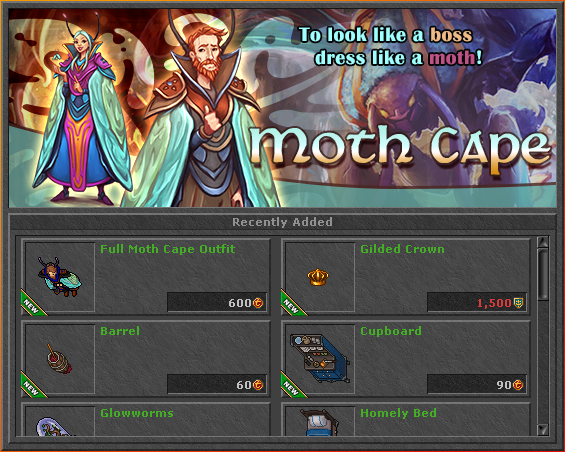 To look like a boss
dress like a moth!
Moth Cape
Recently Added
Full Moth Cape Outfit
NEW
600
Gilded Crown
NEW
1,500
Barrel
NEW
60
Cupboard
NEW
90
Glowworms
Homely Bed